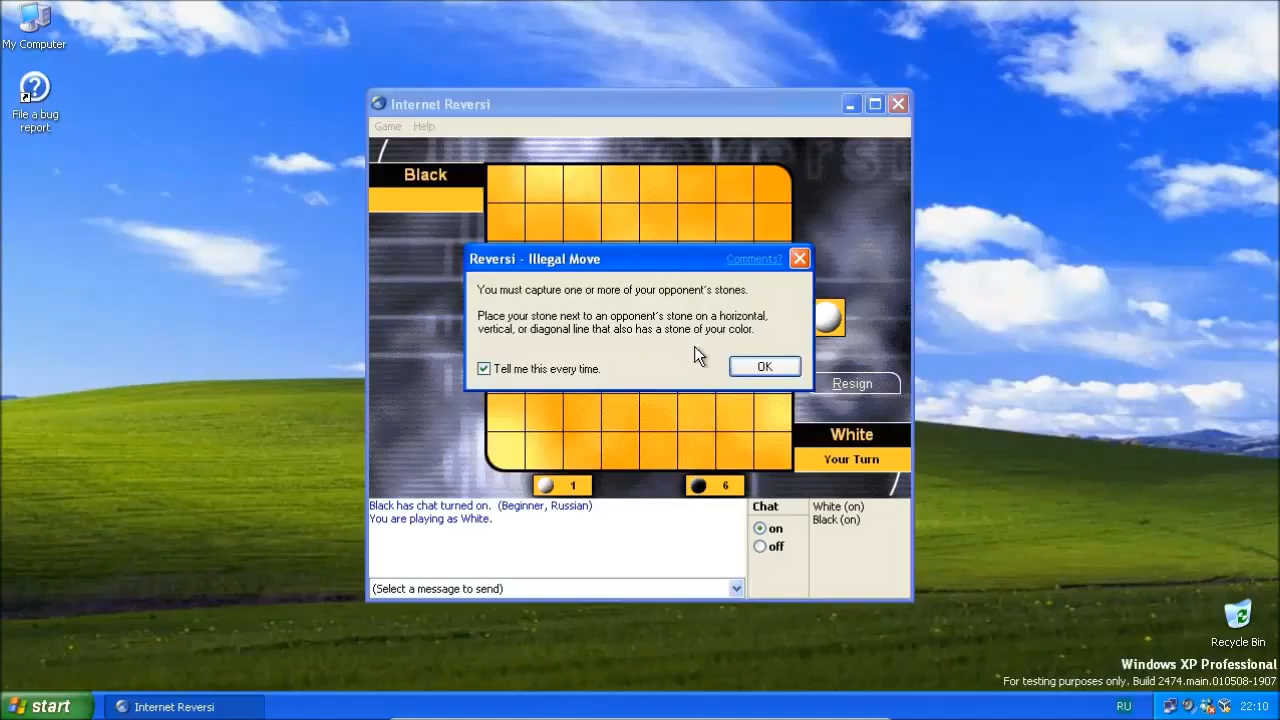 My Computer
File a bug
report
Internet Reversi
Game Help
Black
Reversi - Illegal Move
Comments?
You must capture one or more of your opponent's stones.
Place your stone next to an opponent's stone on a horizontal,
vertical, or diagonal line that also has a stone of your color.
Tell me this every time.
OK
Resign
White
Your Turn
1
6
Black has chat turned on. (Beginner, Russian)
You are playing as White.
(Select a message to send)
Chat
on
off
White (on)
Black (on)
Recycle Bin
Windows XP Professional
For testing purposes only. Build 2474.main.010508-1907
start
Internet Reversi
RU
22:10